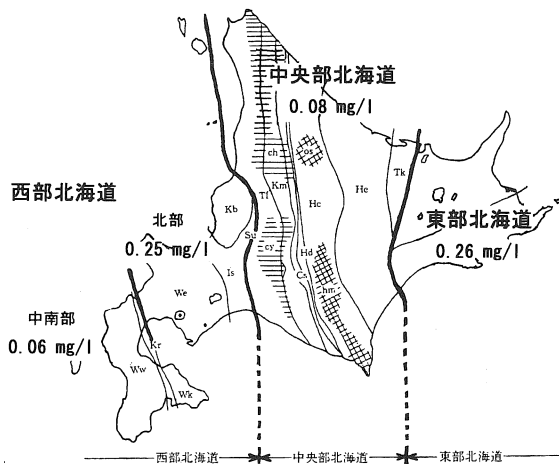 中央部北海道
0.08 mg/l
西部北海道
北部
0.25 mg/l
東部北海道
0.26 mg/l
中南部
0.06 mg/l
ch
os
Km
Tk
Kb
Tf
Hc
He
Su
cy
Hd
Is
Cs
hm
We
Kr
Ww
Wk
西部北海道
中央部北海道
東部北海道